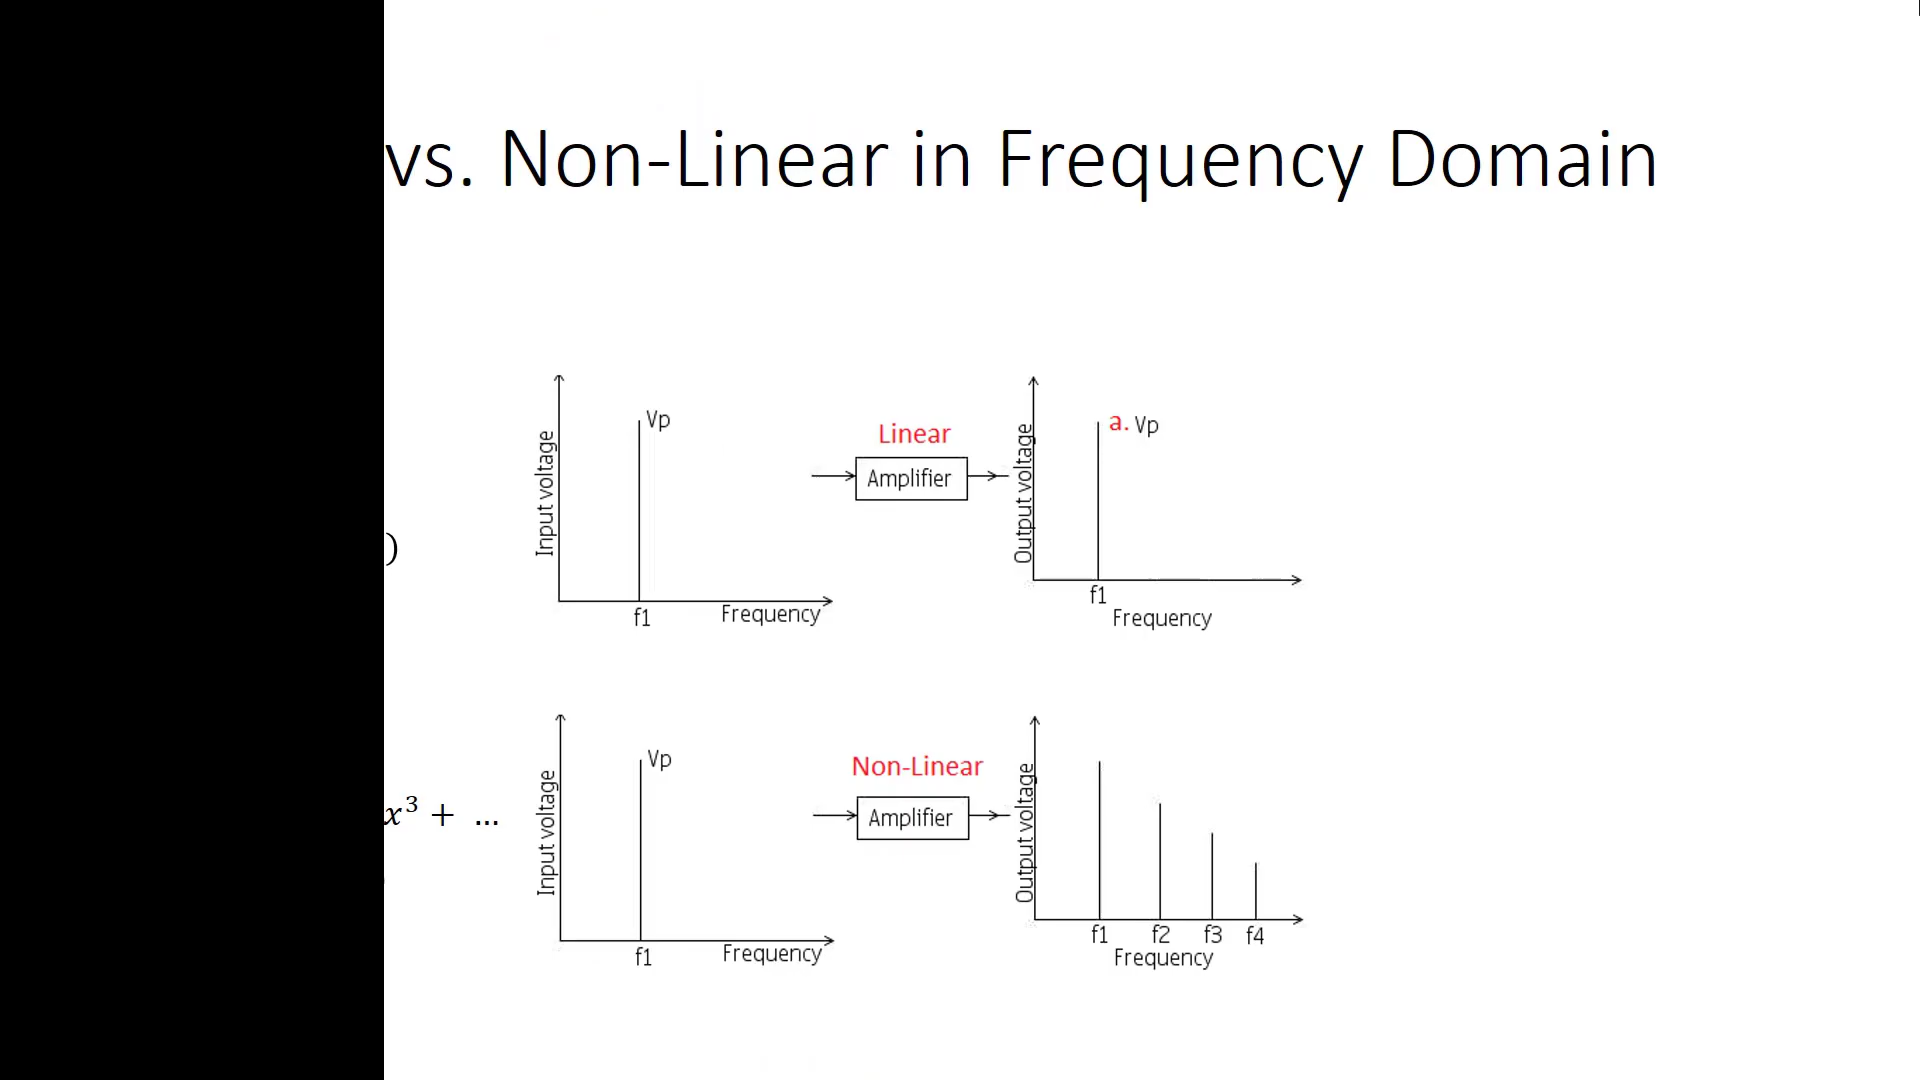 vs. Non-Linear in Frequency Domain
Input voltage
Vp
f1
Frequency
Linear
Amplifier
Output voltage
a. Vp
f1
Frequency
)
x³ + ...
Input voltage
Vp
f1
Frequency
Non-Linear
Amplifier
Output voltage
f1 f2 f3 f4
Frequency